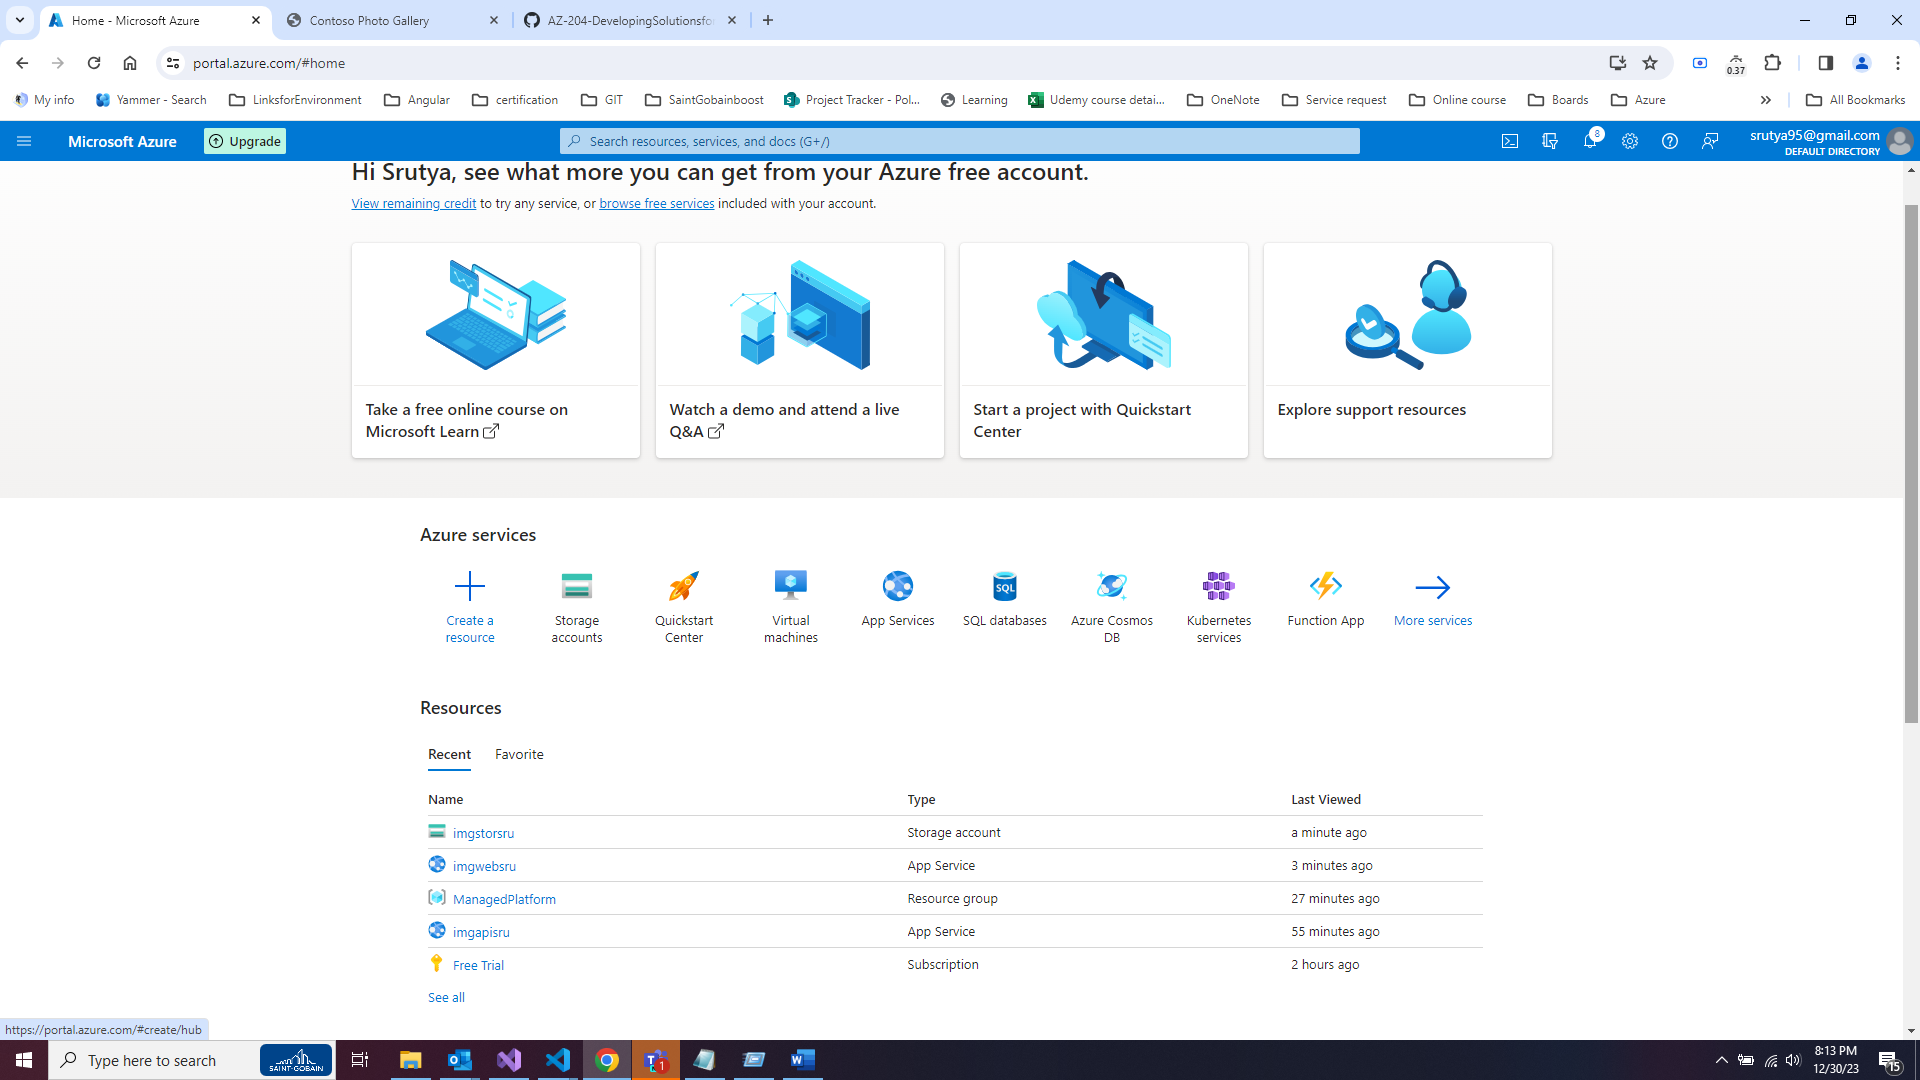 Home - Microsoft Azure
Contoso Photo Gallery
AZ-204-DevelopingSolutionsfo
portal.azure.com/#home
0.37
My info
Yammer - Search
LinksforEnvironment
Angular
certification
GIT
SaintGobainboost
Project Tracker - Pol...
Learning
Udemy course detai...
OneNote
Service request
Online course
Boards
Azure
All Bookmarks
Microsoft Azure
Upgrade
Search resources, services, and docs (G+/)
8
srutya95@gmail.com
DEFAULT DIRECTORY
Hi Srutya, see what more you can get from your Azure free account.
View remaining credit to try any service, or browse free services included with your account.
Take a free online course on
Microsoft Learn
Watch a demo and attend a live
Q&A
Start a project with Quickstart
Center
Explore support resources
Azure services
Create a
resource
Storage
accounts
Quickstart
Center
Virtual
machines
App Services
SQL
SQL databases
Azure Cosmos
DB
Kubernetes
services
Function App
More services
Resources
Recent
Favorite
Name Type Last Viewed
imgstorsru Storage account a minute ago
imgwebsru App Service 3 minutes ago
ManagedPlatform Resource group 27 minutes ago
imgapisru App Service 55 minutes ago
Free Trial Subscription 2 hours ago
See all
https://portal.azure.com/#create/hub
Type here to search
SAINT-GOBAIN
1
8:13 PM
12/30/23
15